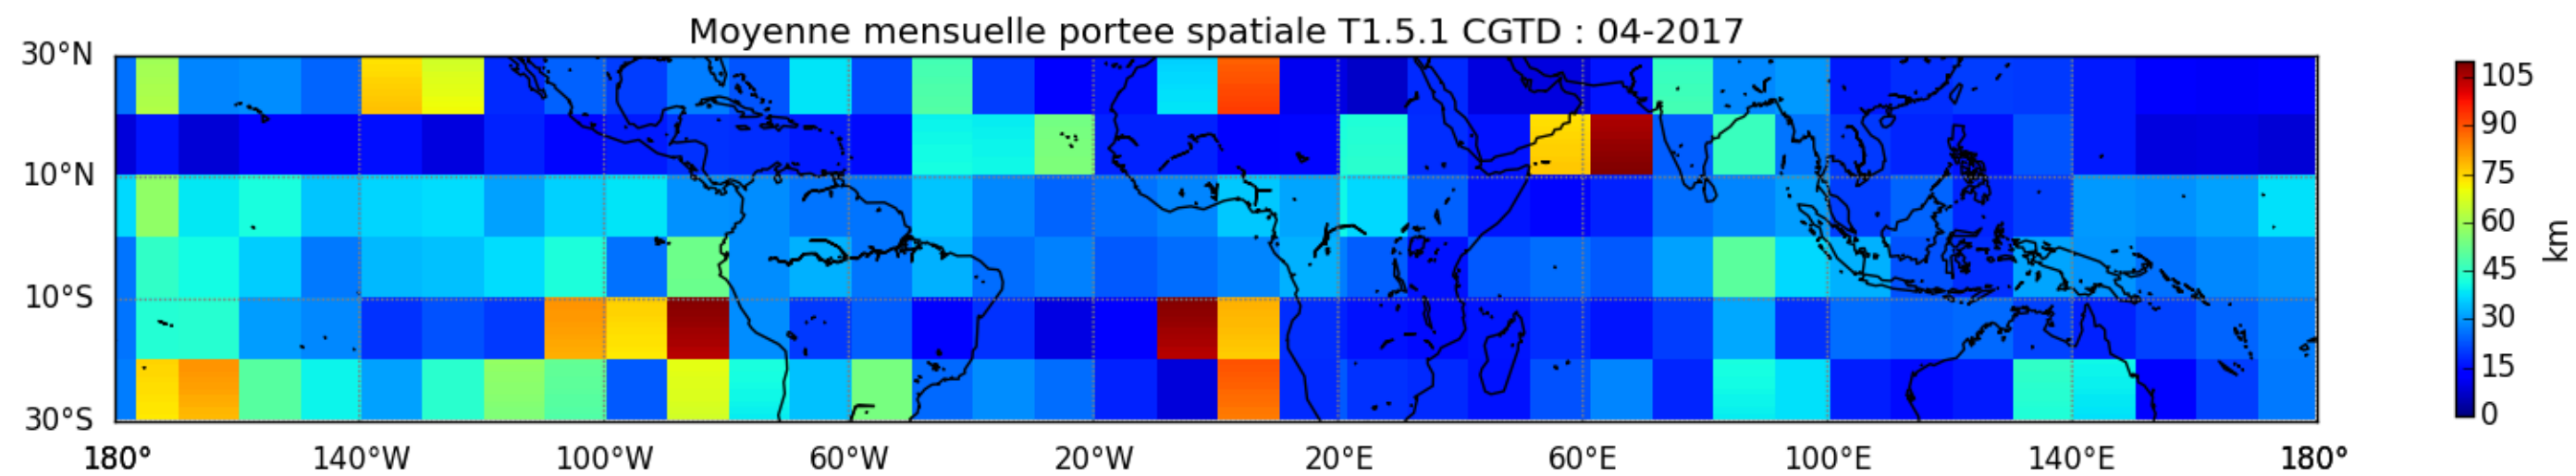 Moyenne mensuelle portee spatiale T1.5.1 CGTD : 04-2017
30°N
10°N
10°S
30°S
180° 140°W 100°W 60°W 20°W 20°E 60°E 100°E 140°E 180°
105
90
75
60
45
30
15
0
km